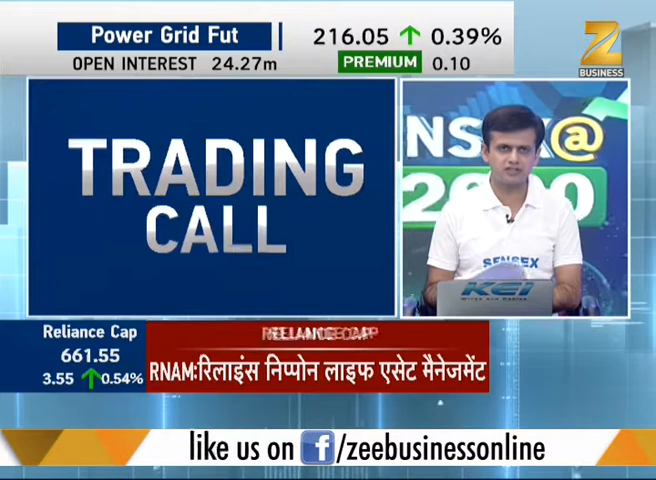 Power Grid Fut
216.05 0.39%
OPEN INTEREST 24.27m
PREMIUM 0.10
Z
BUSINESS
TRADING
CALL
SENSEX
KEI
Reliance Cap
661.55
3.55 0.54%
RNAM:रिलाइंस निप्पोन लाइफ एसेट मैनेजमेंट
like us on f/zeebusinessonline